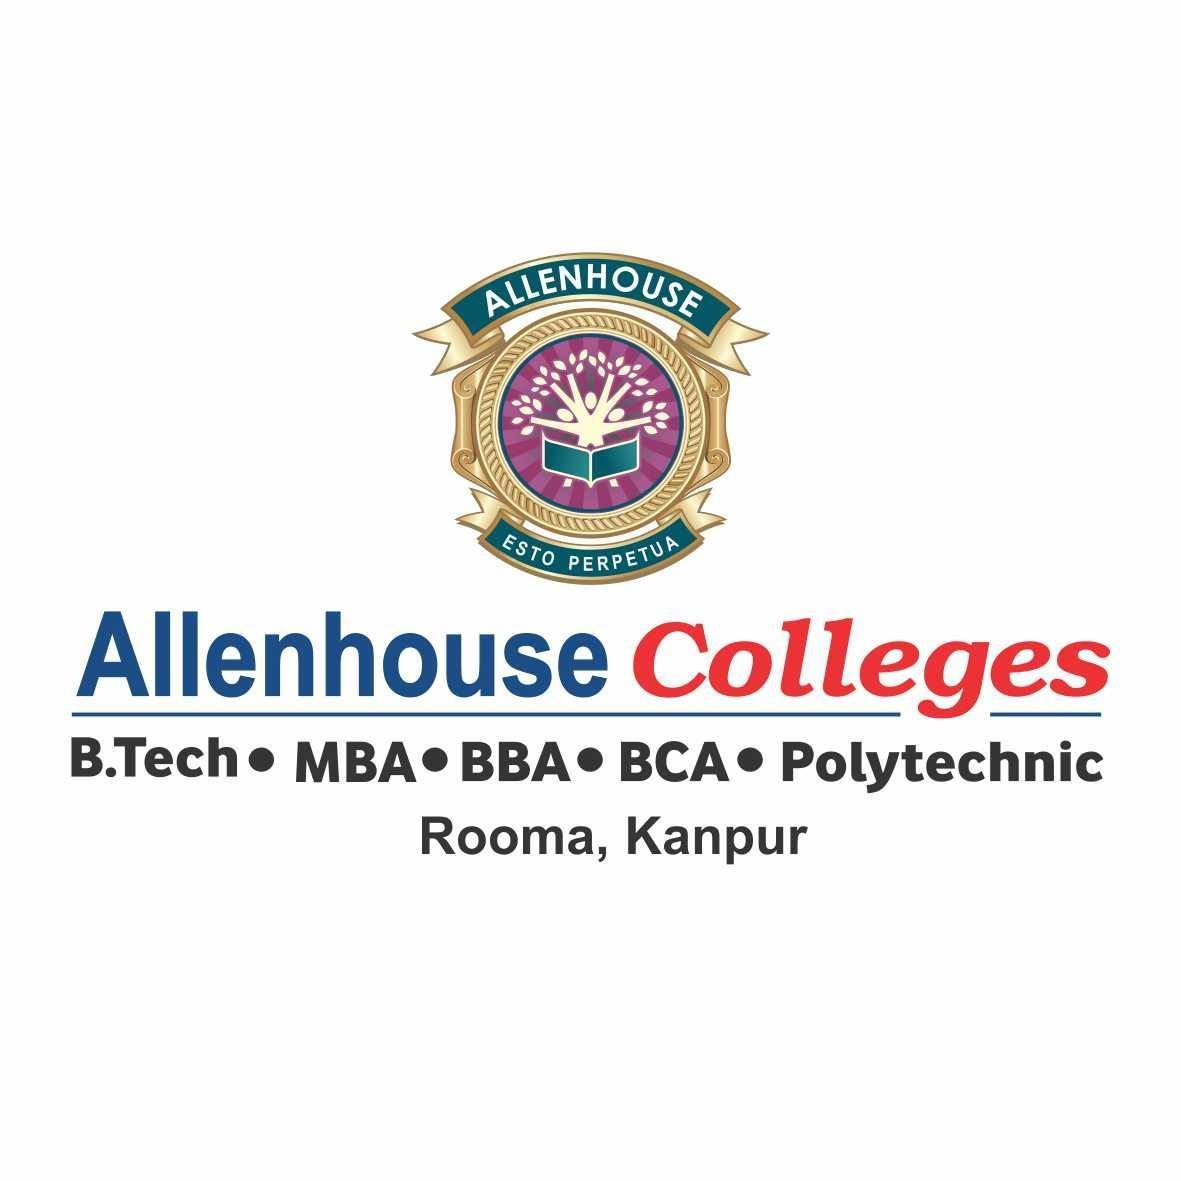 ALLENHOUSE
ESTO PERPETUA
Allenhouse Colleges
B.Tech • MBA • BBA • BCA • Polytechnic
Rooma, Kanpur